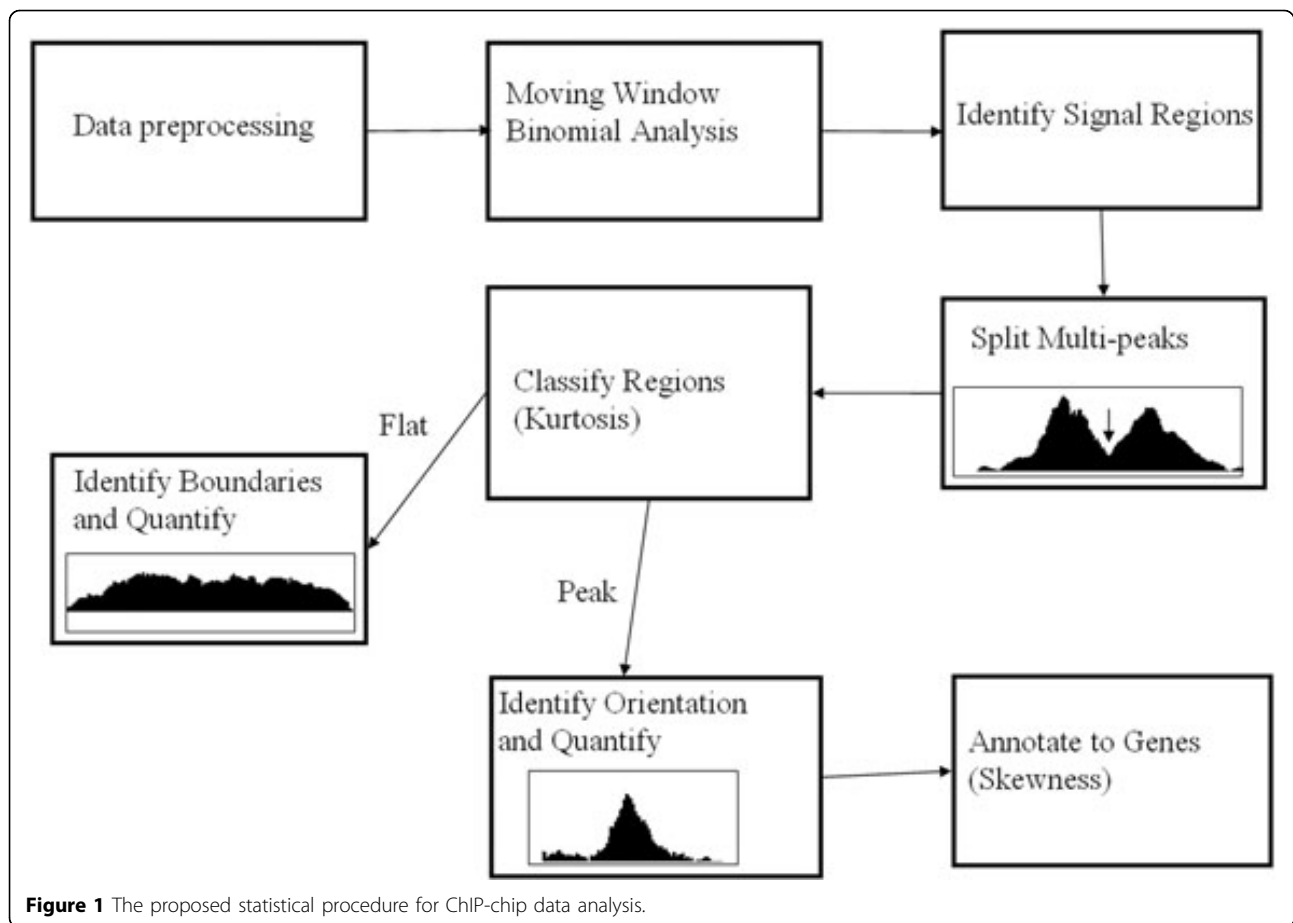 Data preprocessing
Moving Window
Binomial Analysis
Identify Signal Regions
Split Multi-peaks
Classify Regions
(Kurtosis)
Flat
Identify Boundaries
and Quantify
Peak
Identify Orientation
and Quantify
Annotate to Genes
(Skewness)
Figure 1 The proposed statistical procedure for ChIP-chip data analysis.